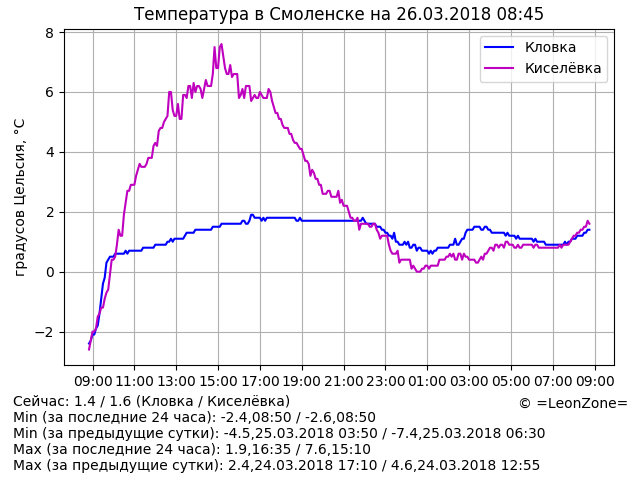 Температура в Смоленске на 26.03.2018 08:45
Кловка
Киселёвка
градусов Цельсия, °C
8
6
4
2
0
−2
09:00 11:00 13:00 15:00 17:00 19:00 21:00 23:00 01:00 03:00 05:00 07:00 09:00
Сейчас: 1.4 / 1.6 (Кловка / Киселёвка)
© =LeonZone=
Min (за последние 24 часа): -2.4,08:50 / -2.6,08:50
Min (за предыдущие сутки): -4.5,25.03.2018 03:50 / -7.4,25.03.2018 06:30
Max (за последние 24 часа): 1.9,16:35 / 7.6,15:10
Max (за предыдущие сутки): 2.4,24.03.2018 17:10 / 4.6,24.03.2018 12:55